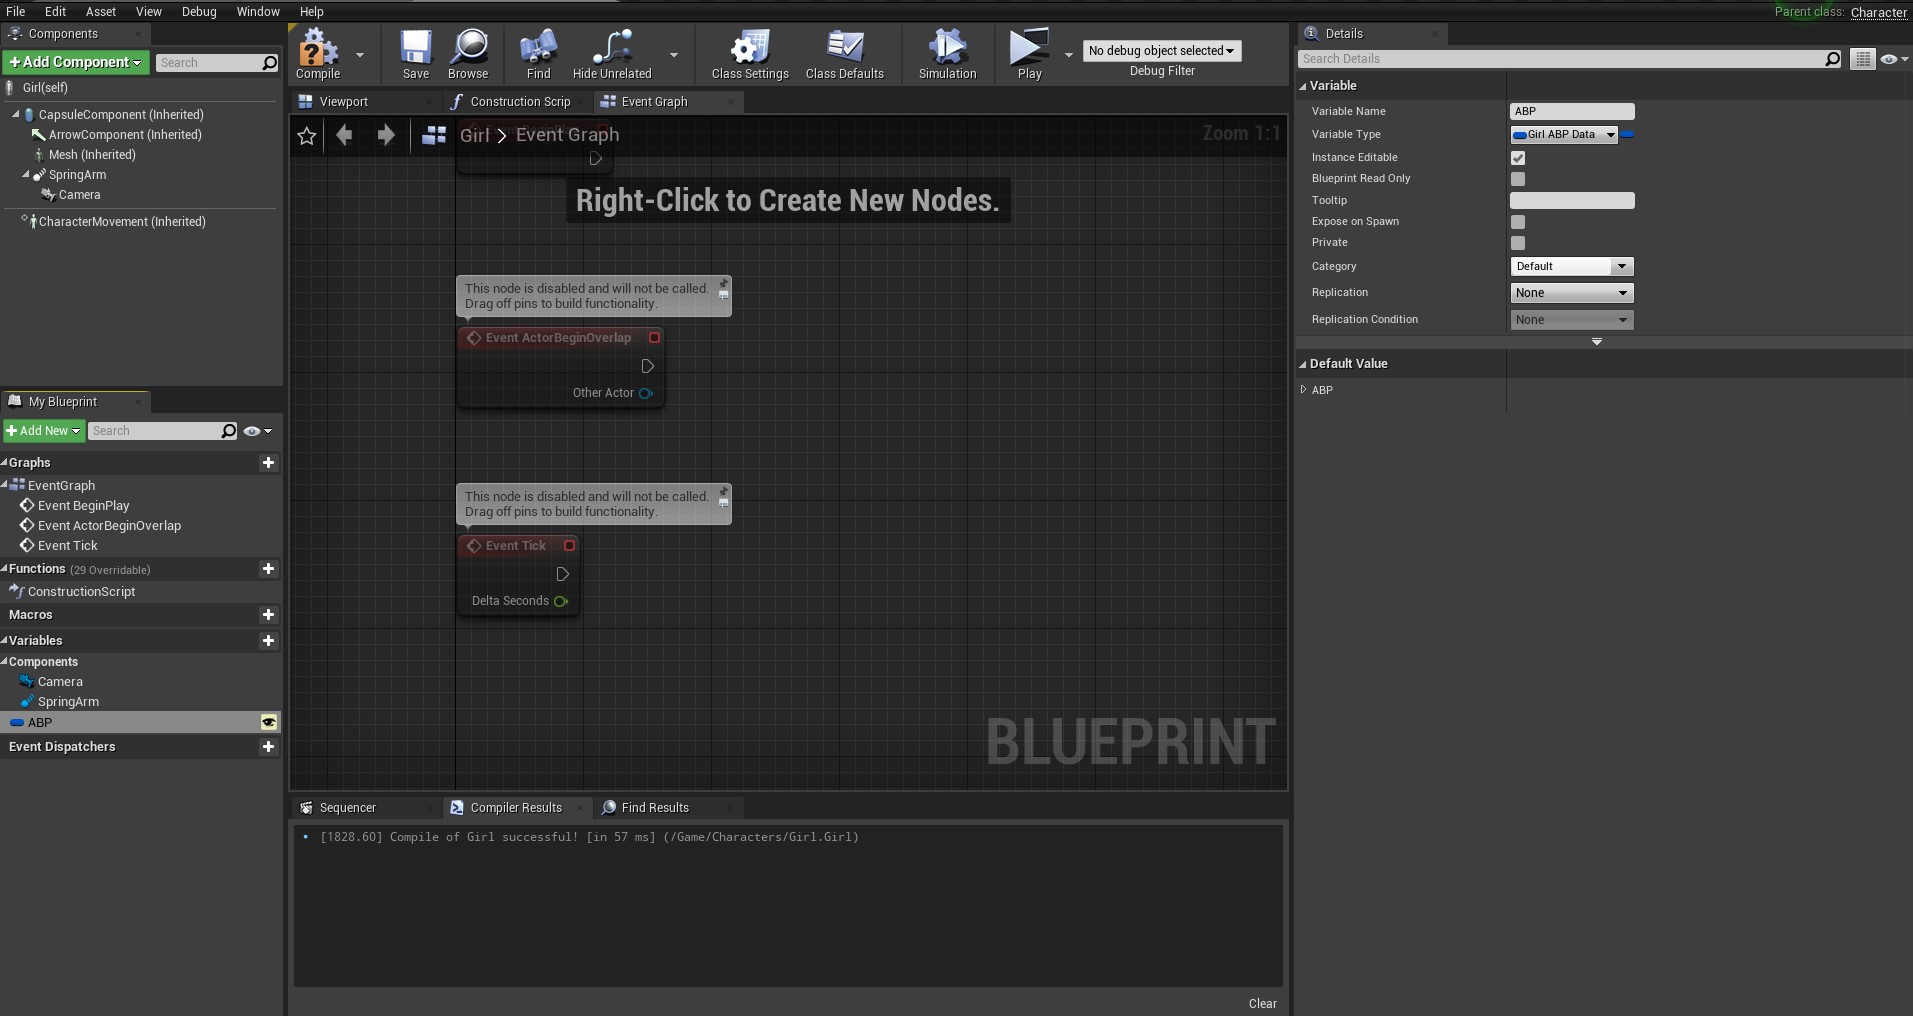 File Edit Asset View Debug Window Help
Parent class: Character
Components
Add Component
Search
Girl(self)
CapsuleComponent (Inherited)
ArrowComponent (Inherited)
Mesh (Inherited)
SpringArm
Camera
CharacterMovement (Inherited)
My Blueprint
Add New
Search
Graphs
EventGraph
Event BeginPlay
Event ActorBeginOverlap
Event Tick
Functions (29 Overridable)
ConstructionScript
Macros
Variables
Components
Camera
SpringArm
ABP
Event Dispatchers
Compile
Save
Browse
Find
Hide Unrelated
Class Settings
Class Defaults
Simulation
Play
No debug object selected
Debug Filter
Viewport
Construction Scrip
Event Graph
Girl > Event Graph
Zoom 1:1
Event BeginPlay
Right-Click to Create New Nodes.
This node is disabled and will not be called.
Drag off pins to build functionality.
Event ActorBeginOverlap
Other Actor
This node is disabled and will not be called.
Drag off pins to build functionality.
Event Tick
Delta Seconds
BLUEPRINT
Sequencer
Compiler Results
Find Results
[1828.60] Compile of Girl successful! [in 57 ms] (/Game/Characters/Girl.Girl)
Clear
Details
Search Details
Variable
Variable Name ABP
Variable Type Girl ABP Data
Instance Editable
Blueprint Read Only
Tooltip
Expose on Spawn
Private
Category Default
Replication None
Replication Condition None
Default Value
ABP